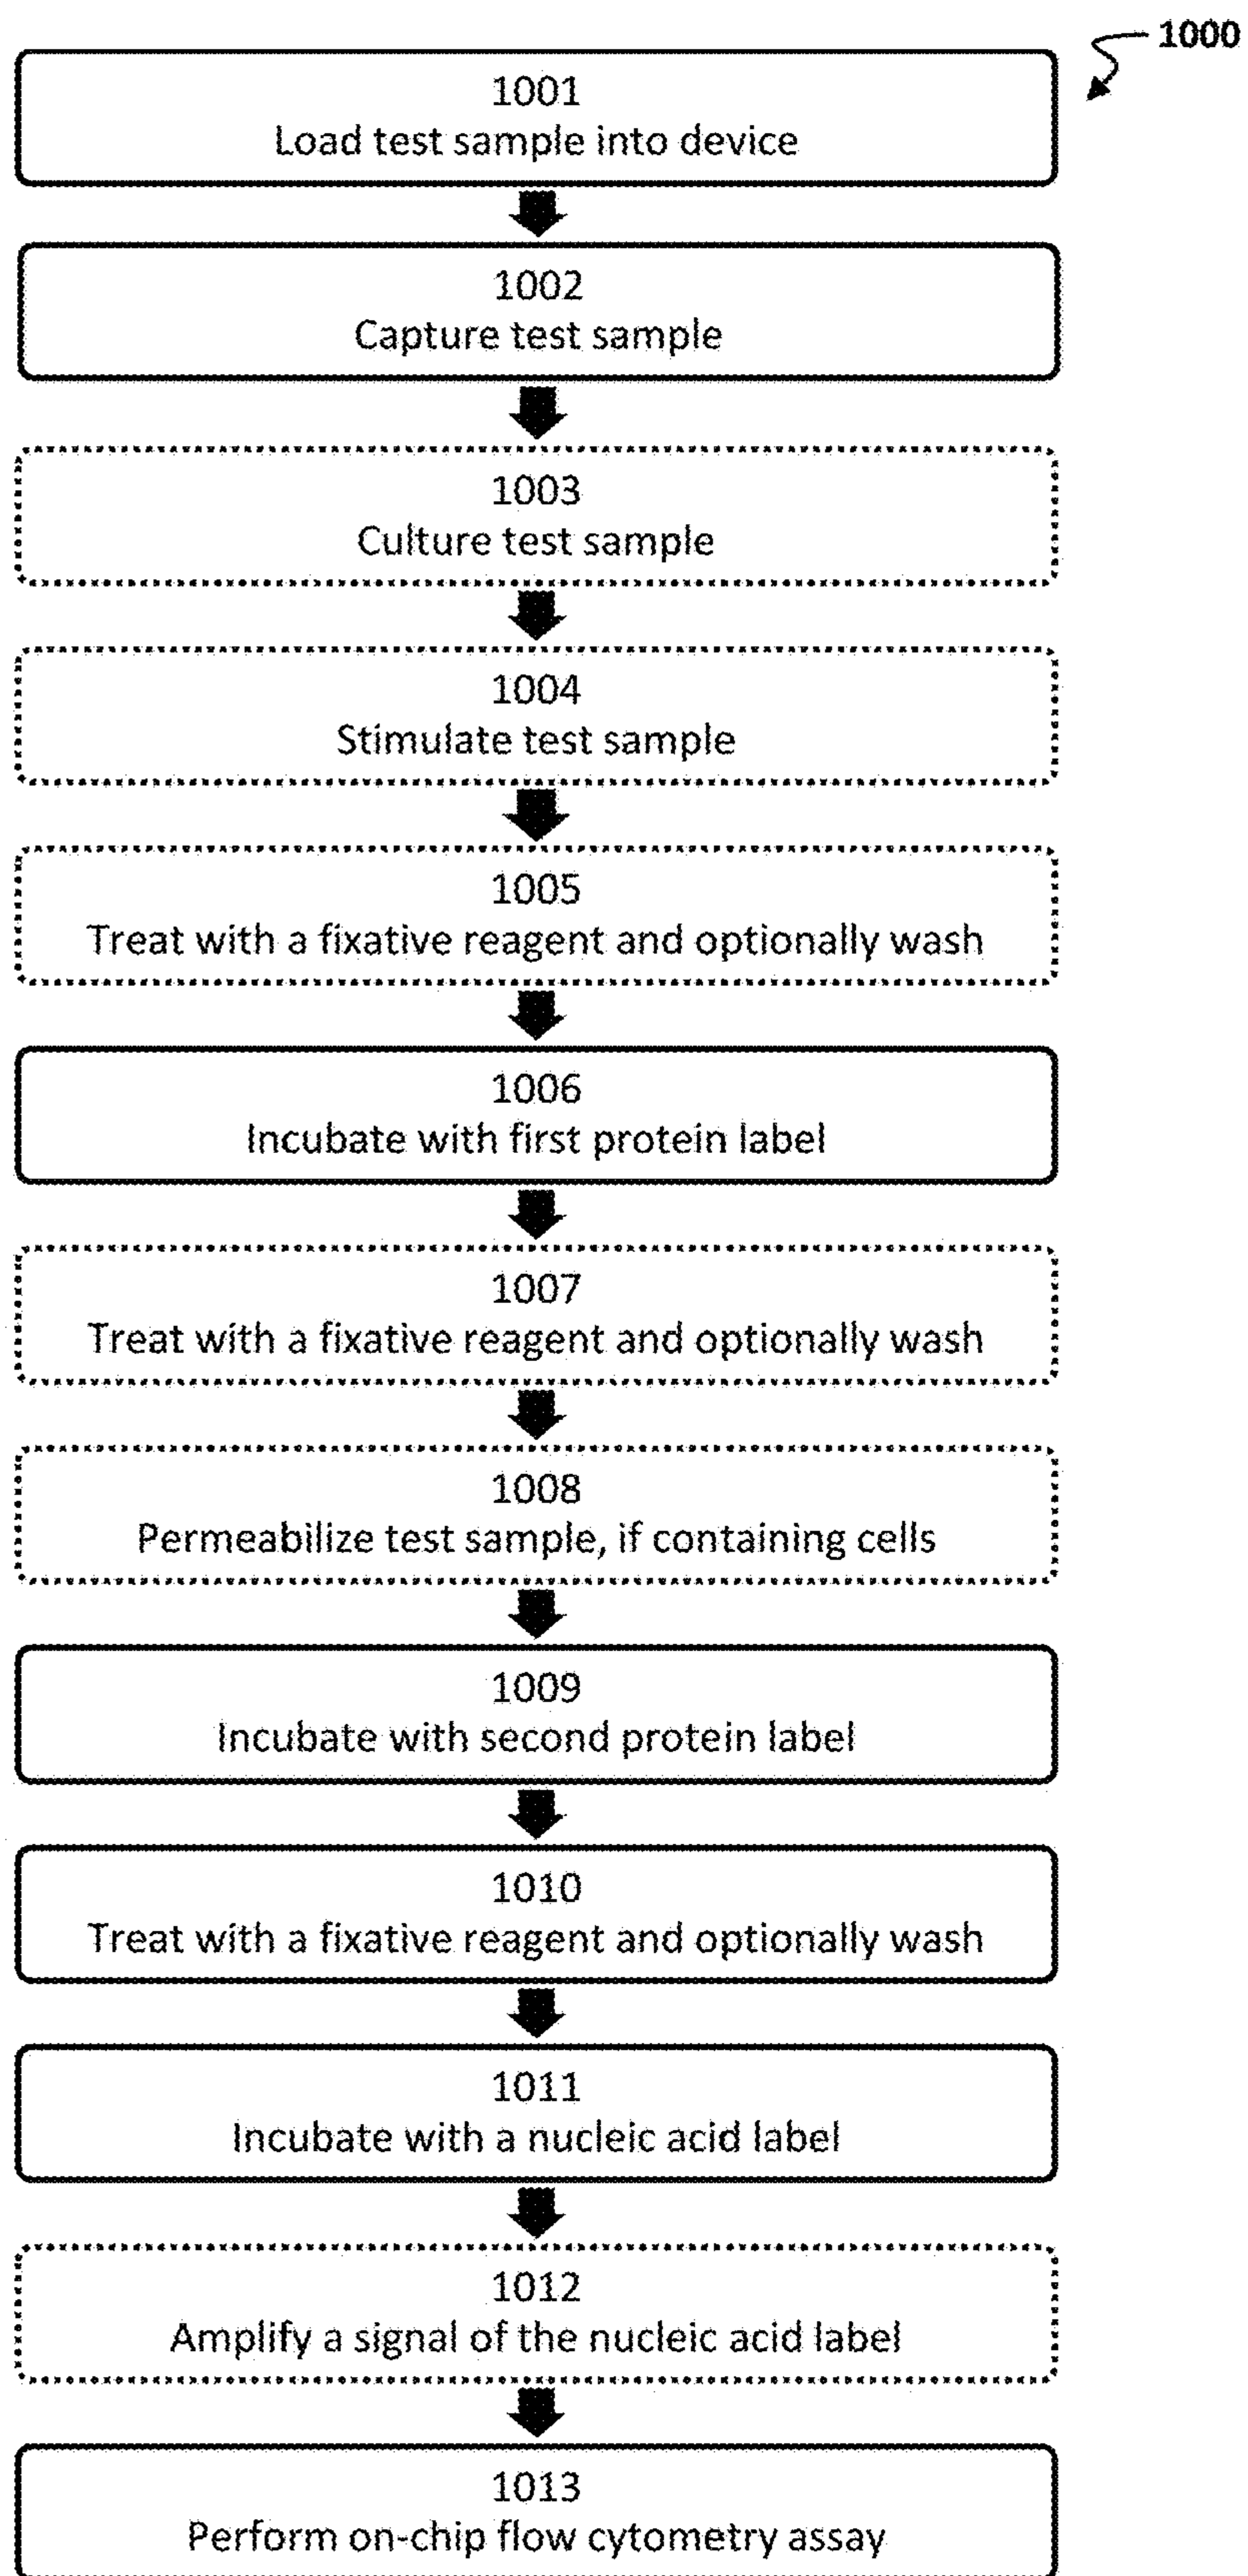 1000
1001
Load test sample into device
1002
Capture test sample
1003
Culture test sample
1004
Stimulate test sample
1005
Treat with a fixative reagent and optionally wash
1006
Incubate with first protein label
1007
Treat with a fixative reagent and optionally wash
1008
Permeabilize test sample, if containing cells
1009
Incubate with second protein label
1010
Treat with a fixative reagent and optionally wash
1011
Incubate with a nucleic acid label
1012
Amplify a signal of the nucleic acid label
1013
Perform on-chip flow cytometry assay